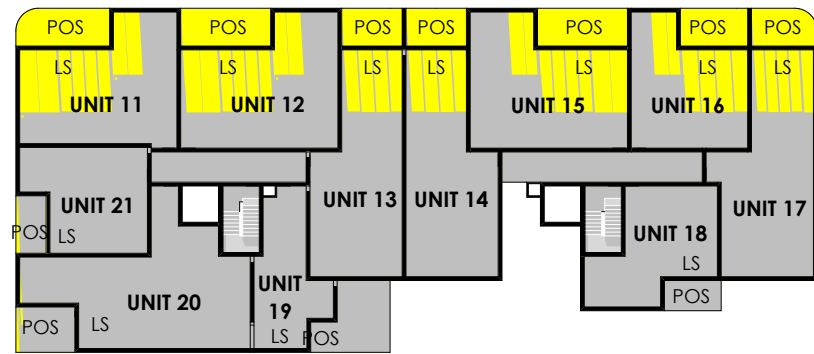 POS POS POS POS POS POS POS
LS LS LS LS LS LS LS
UNIT 11 UNIT 12 UNIT 15 UNIT 16
UNIT 21 UNIT 13 UNIT 14 UNIT 17
POS LS UNIT 18
LS
UNIT 20 UNIT
19 POS
POS LS LS POS